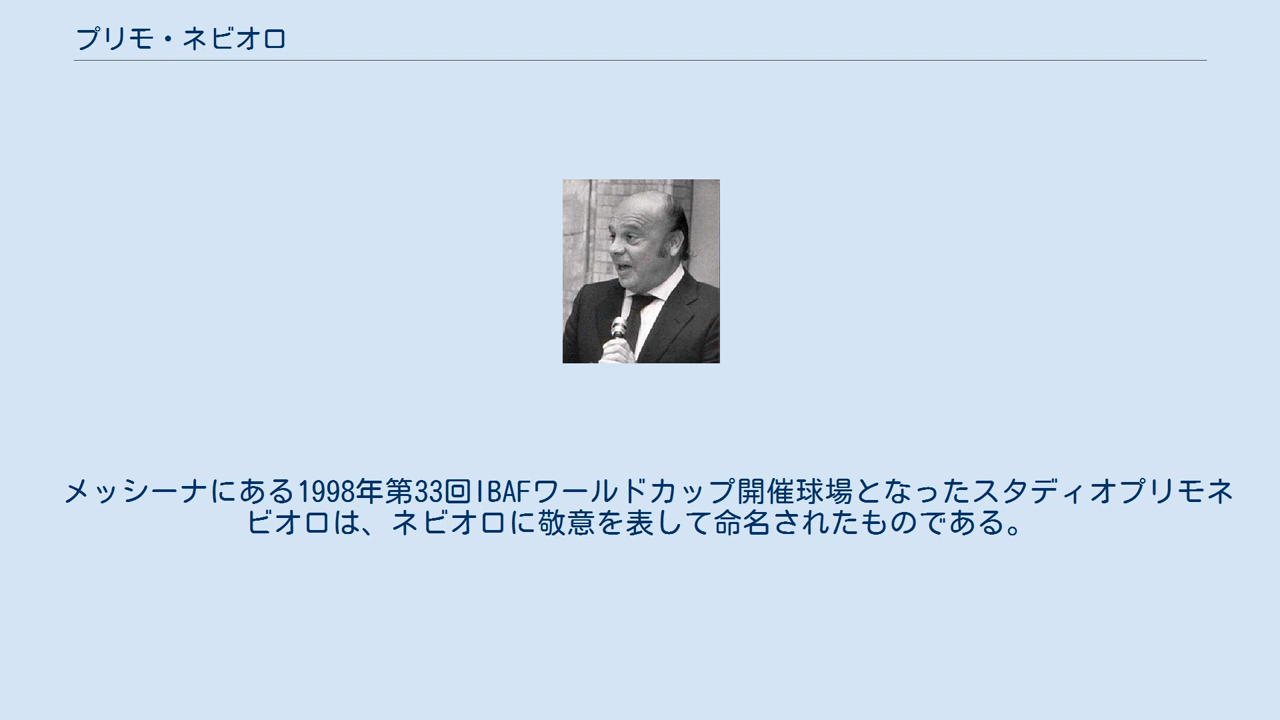 プリモ・ネビオロ
メッシーナにある1998年第33回IBAFワールドカップ開催球場となったスタディオプリモネ
ビオロは、ネビオロに敬意を表して命名されたものである。